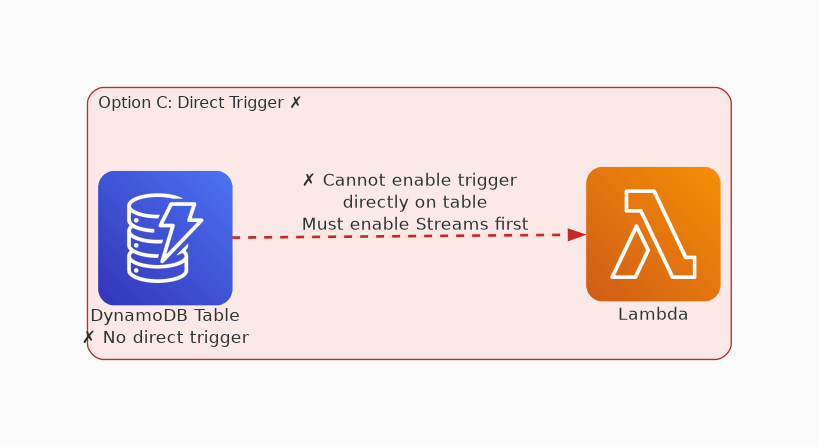 Option C: Direct Trigger ✗
✗ Cannot enable trigger
directly on table
Must enable Streams first
DynamoDB Table
✗ No direct trigger
Lambda